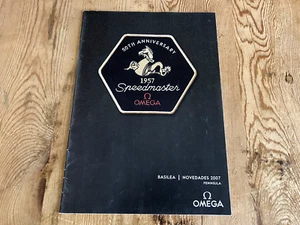 50TH ANNIVERSARY
1957
Speedmaster
Ω
OMEGA
BASILEA | NOVEDADES 2007
PENINSULA
Ω
OMEGA